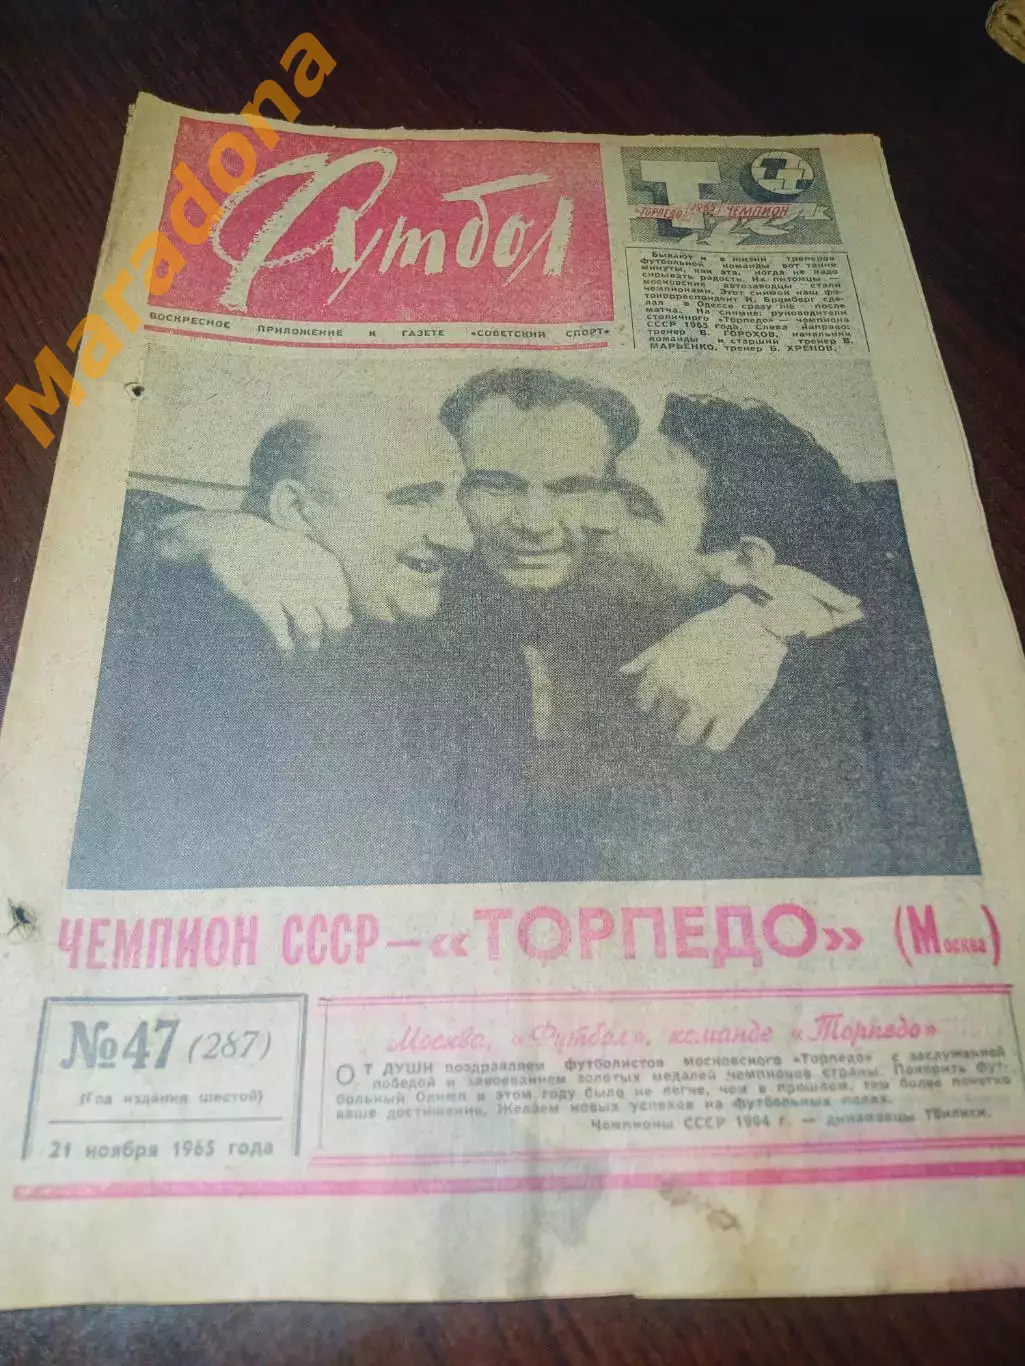 Maradona
Футбол
ВОСКРЕСНОЕ ПРИЛОЖЕНИЕ К ГАЗЕТЕ «СОВЕТСКИЙ СПОРТ»
«ТОРПЕДО» 1965 ЧЕМПИОН
Бывают и в жизни тренеров
футбольной команды вот такие
минуты, как эта, когда не надо
скрывать радость. Их питомцы —
московские автозаводцы стали
чемпионами. Этот снимок наш фо-
токорреспондент И. Бромберг сде-
лал в Одессе сразу же после
матча. На снимке: руководители
столичного «Торпедо» — чемпиона
СССР 1965 года. Слева направо:
тренер В. ГОРОХОВ, начальник
команды и старший тренер В.
МАРЬЕНКО, тренер Б. ХРЕНОВ.
ЧЕМПИОН СССР — «ТОРПЕДО» (Москва)
№ 47 (287)
(Год издания шестой)
21 ноября 1965 года
Москва, «Футбол», команде «Торпедо»
ОТ ДУШИ поздравляем футболистов московского «Торпедо» с заслуженной
победой и завоеванием золотых медалей чемпионов страны. Покорить фут-
больный Олимп в этом году было не легче, чем в прошлом, тем более почетно
ваше достижение. Желаем новых успехов на футбольных полях.
Чемпионы СССР 1964 г. — динамовцы Тбилиси.